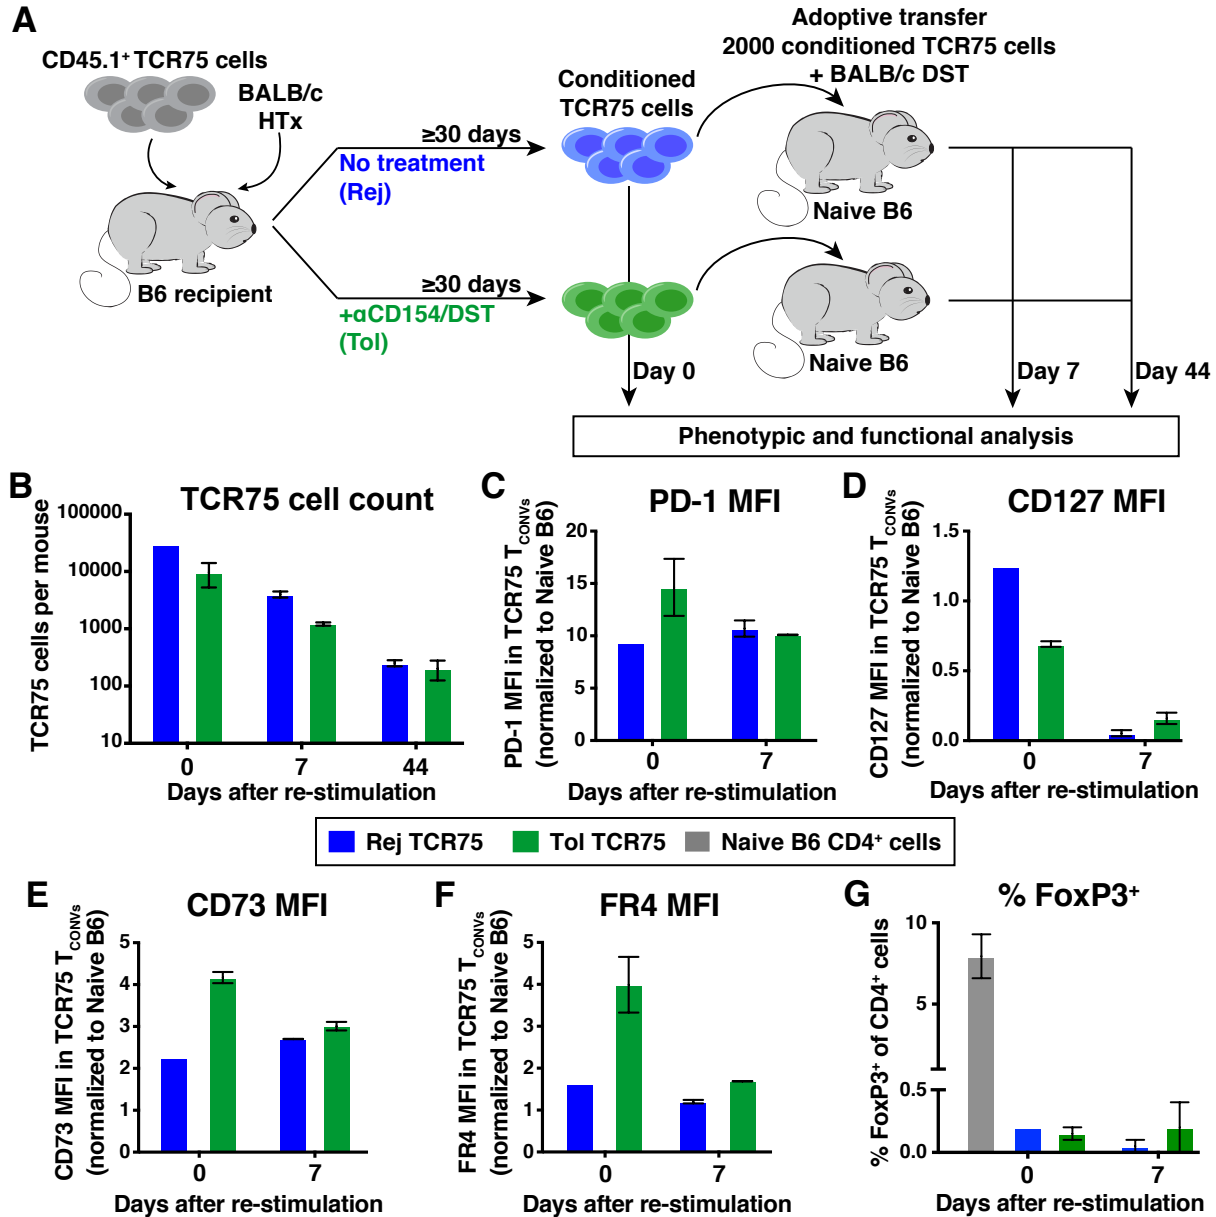 A
CD45.1+ TCR75 cells
BALB/c
HTx
B6 recipient
≥30 days
No treatment
(Rej)
≥30 days
+αCD154/DST
(Tol)
Conditioned
TCR75 cells
Adoptive transfer
2000 conditioned TCR75 cells
+ BALB/c DST
Naive B6
Naive B6
Day 0
Day 7
Day 44
Phenotypic and functional analysis
B
TCR75 cell count
TCR75 cells per mouse
100000
10000
1000
100
10
0
7
44
Days after re-stimulation
C
PD-1 MFI
PD-1 MFI in TCR75 TCONVs
(normalized to Naive B6)
20
15
10
5
0
0
7
Days after re-stimulation
D
CD127 MFI
CD127 MFI in TCR75 TCONVs
(normalized to Naive B6)
1.5
1.0
0.5
0.0
0
7
Days after re-stimulation
Rej TCR75
Tol TCR75
Naive B6 CD4+ cells
E
CD73 MFI
CD73 MFI in TCR75 TCONVs
(normalized to Naive B6)
5
4
3
2
1
0
0
7
Days after re-stimulation
F
FR4 MFI
FR4 MFI in TCR75 TCONVs
(normalized to Naive B6)
5
4
3
2
1
0
0
7
Days after re-stimulation
G
% FoxP3+
% FoxP3+ of CD4+ cells
10
5
0.5
0.0
0
7
Days after re-stimulation